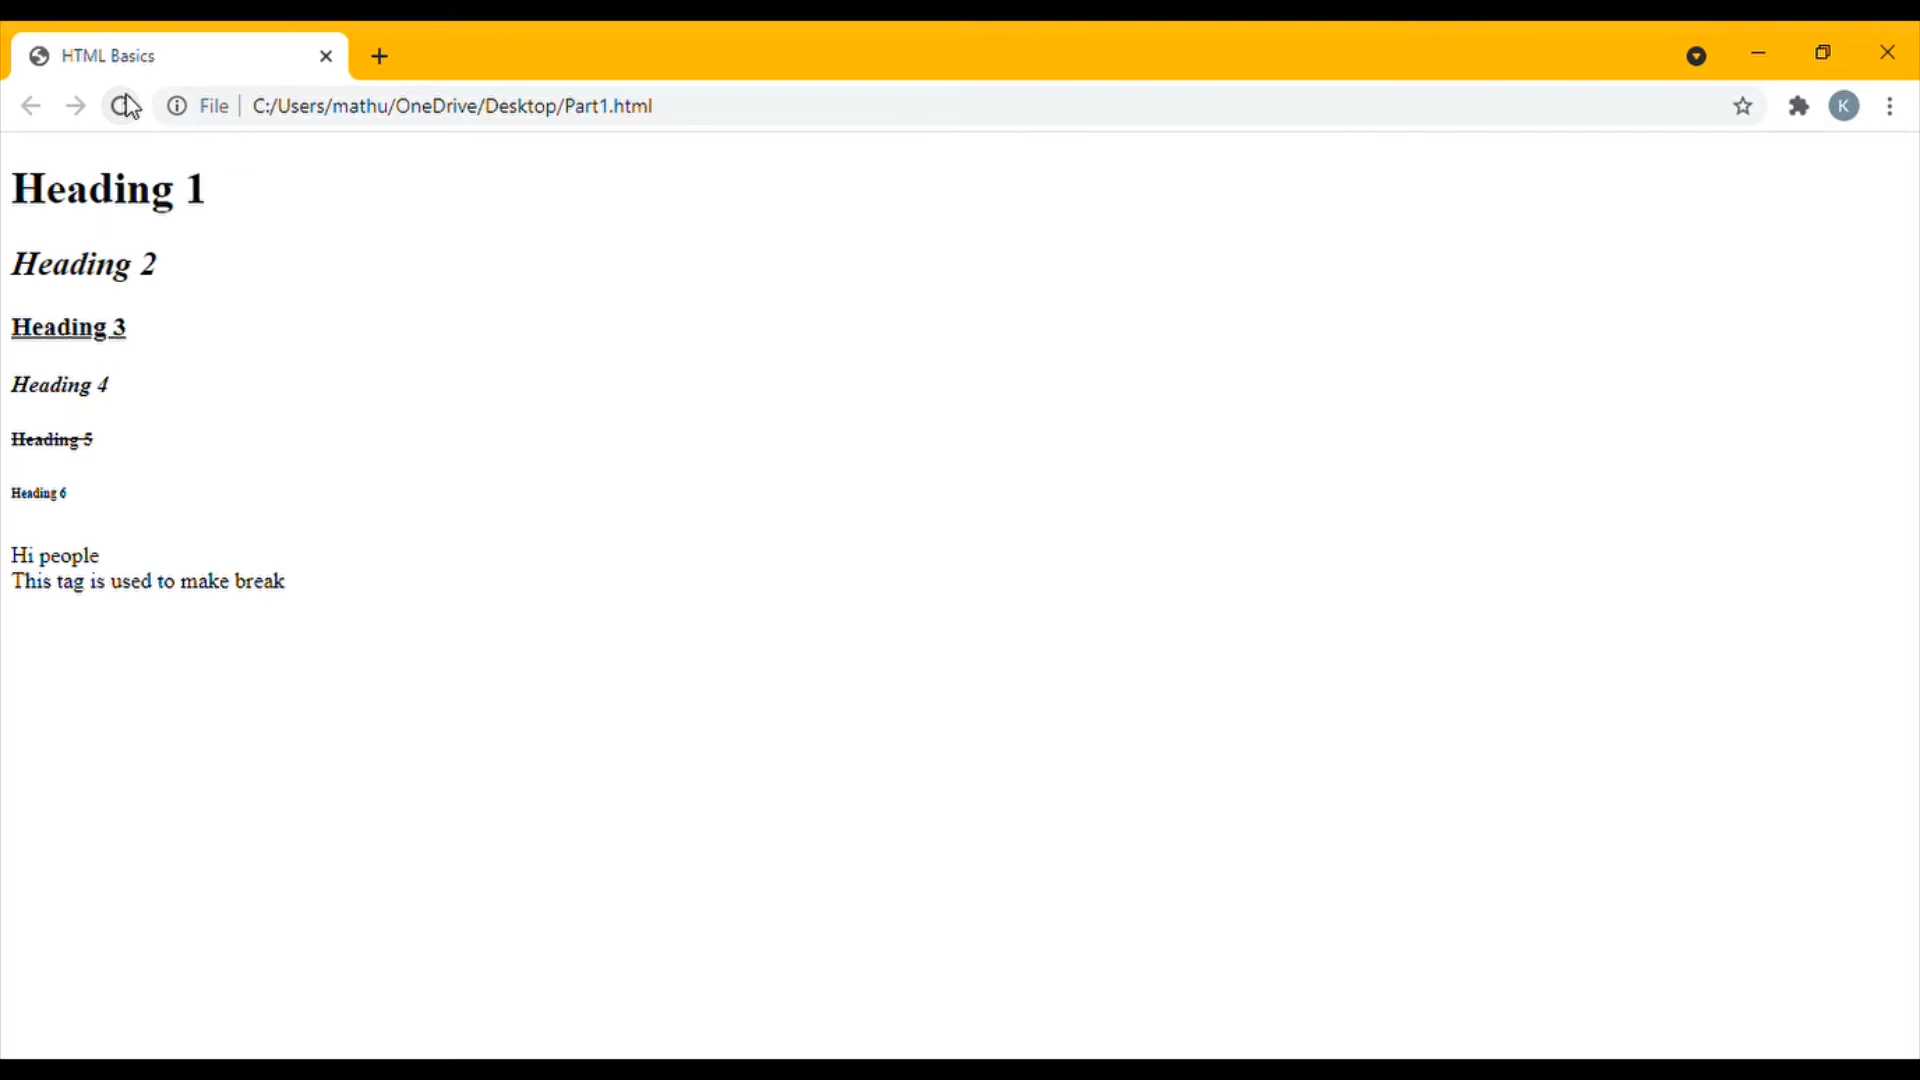 HTML Basics
File | C:/Users/mathu/OneDrive/Desktop/Part1.html
K
Heading 1
Heading 2
Heading 3
Heading 4
Heading 5
Heading 6
Hi people
This tag is used to make break